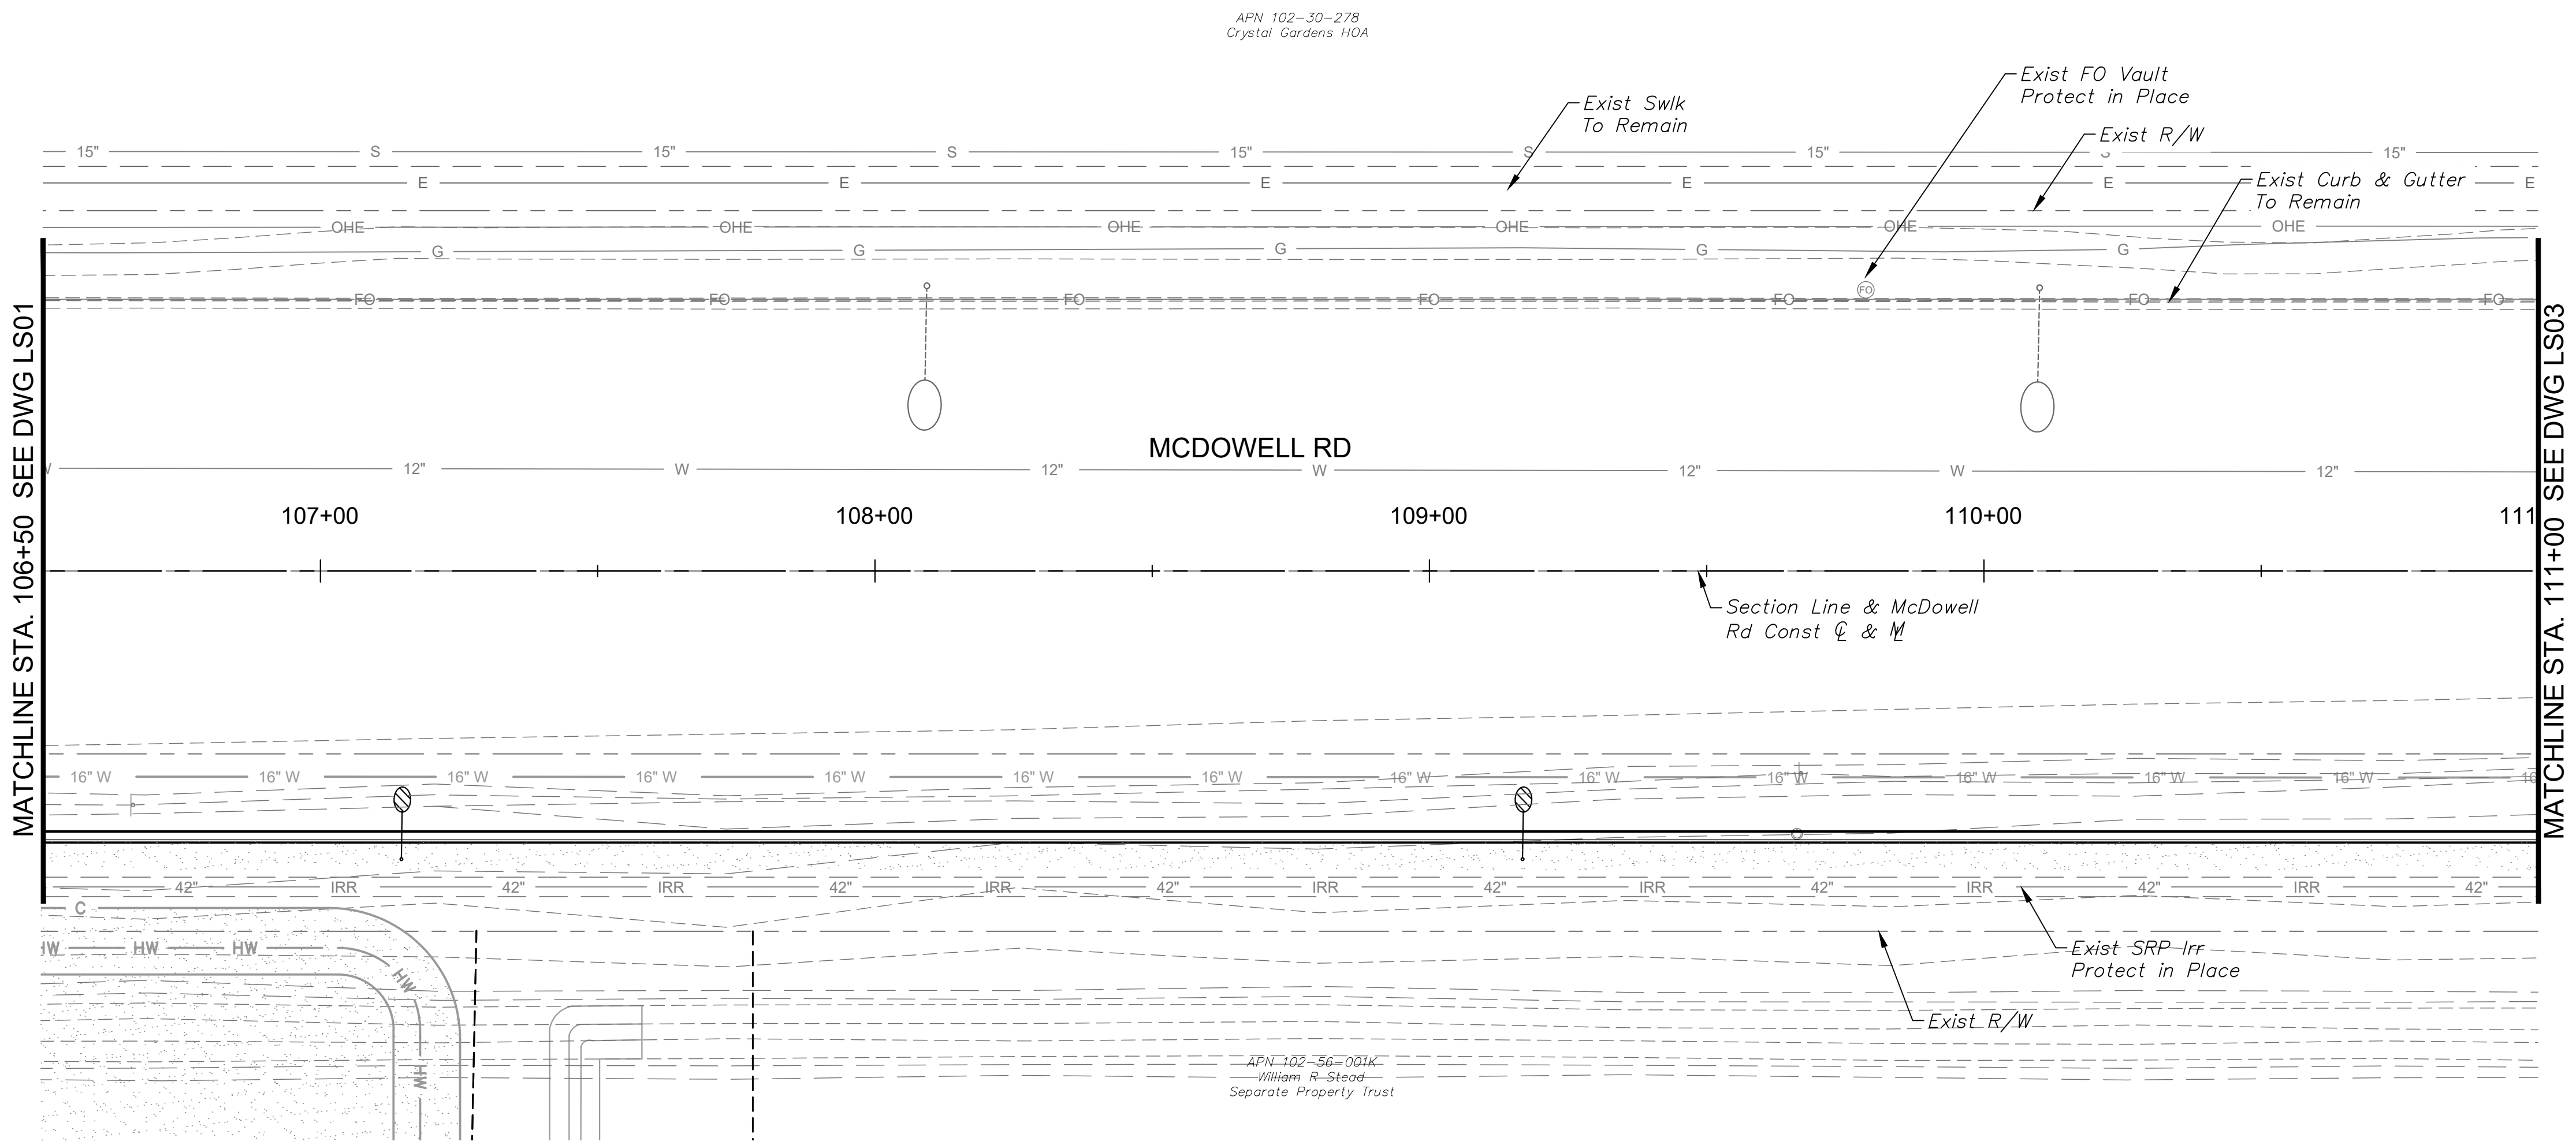 APN 102-30-278
Crystal Gardens HOA
Exist FO Vault
Protect in Place
Exist Swlk
To Remain
Exist R/W
15" S 15" S 15" S 15" S 15"
E E E E E E
Exist Curb & Gutter
To Remain
OHE OHE OHE OHE OHE OHE
G G G G G
FO
FO FO FO FO FO FO FO
MCDOWELL RD
W 12" W 12" W 12" W 12"
107+00 108+00 109+00 110+00 111
MATCHLINE STA. 106+50 SEE DWG LS01
MATCHLINE STA. 111+00 SEE DWG LS03
Section Line & McDowell
Rd Const ℄ & ML
16" W 16" W 16" W 16" W 16" W 16" W 16" W 16" W 16" W 16" W 16" W 16" W 16" W 16
42" IRR 42" IRR 42" IRR 42" IRR 42" IRR 42" IRR 42" IRR 42"
C
HW HW HW
HW
HW
Exist SRP Irr
Protect in Place
Exist R/W
APN 102-56-001K
William R Stead
Separate Property Trust